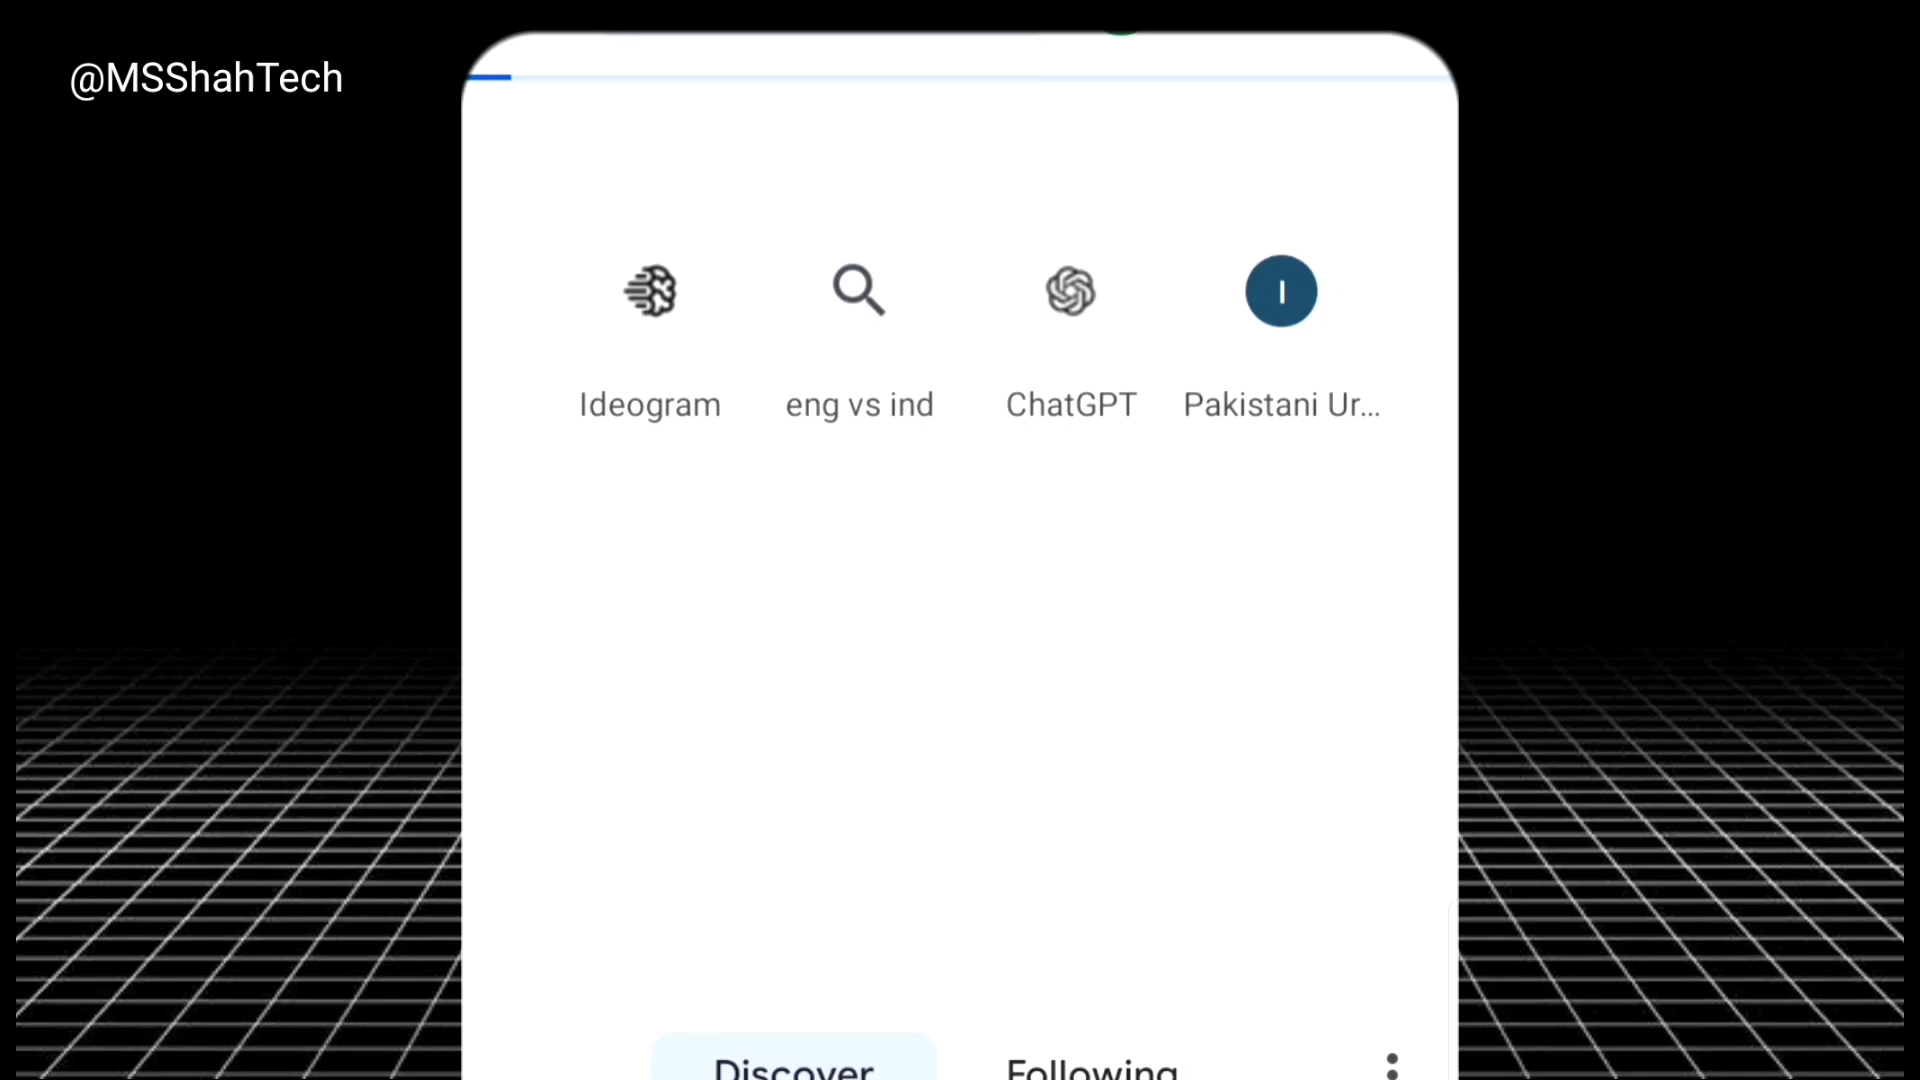 @MSShahTech
I
Ideogram
eng vs ind
ChatGPT
Pakistani Ur...
Discover
Following